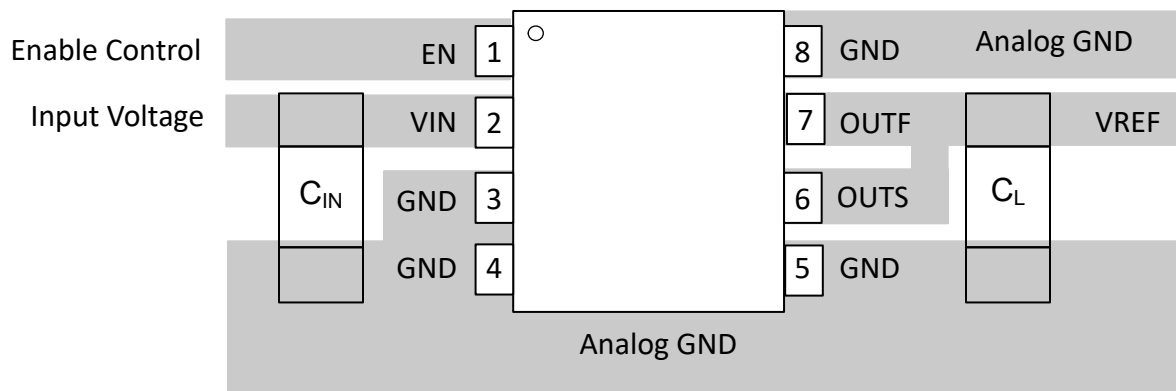 Enable Control EN 1 8 GND Analog GND
Input Voltage VIN 2 7 OUTF VREF
CIN GND 3 6 OUTS CL
GND 4 5 GND
Analog GND